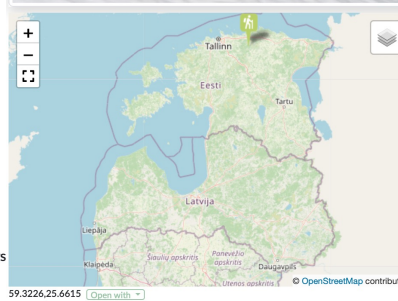 +
−
Tallinn
Eesti
Tartu
Latvija
Liepāja
s
Šiaulių apskritis
Panevėžio
apskritis
Klaipėda
Daugavpils
Utenos apskritis
© OpenStreetMap contribut
59.3226,25.6615 Open with